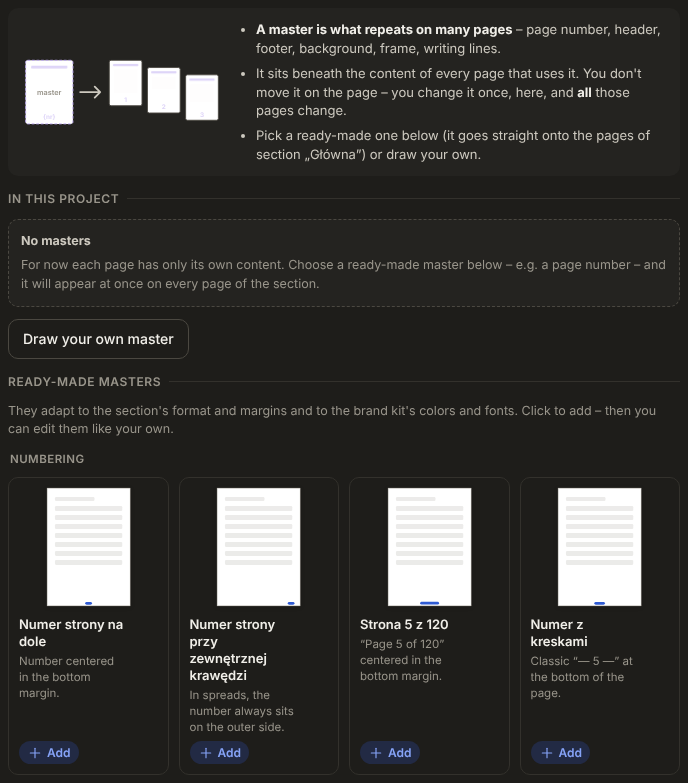 master
{nr}
1
2
3
• A master is what repeats on many pages – page number, header,
footer, background, frame, writing lines.
• It sits beneath the content of every page that uses it. You don't
move it on the page – you change it once, here, and all those
pages change.
• Pick a ready-made one below (it goes straight onto the pages of
section „Główna”) or draw your own.
IN THIS PROJECT
No masters
For now each page has only its own content. Choose a ready-made master below – e.g. a page number – and
it will appear at once on every page of the section.
Draw your own master
READY-MADE MASTERS
They adapt to the section's format and margins and to the brand kit's colors and fonts. Click to add – then you
can edit them like your own.
NUMBERING
Numer strony na
dole
Number centered
in the bottom
margin.
+ Add
Numer strony
przy
zewnętrznej
krawędzi
In spreads, the
number always sits
on the outer side.
+ Add
Strona 5 z 120
“Page 5 of 120”
centered in the
bottom margin.
+ Add
Numer z
kreskami
Classic “— 5 —” at
the bottom of the
page.
+ Add